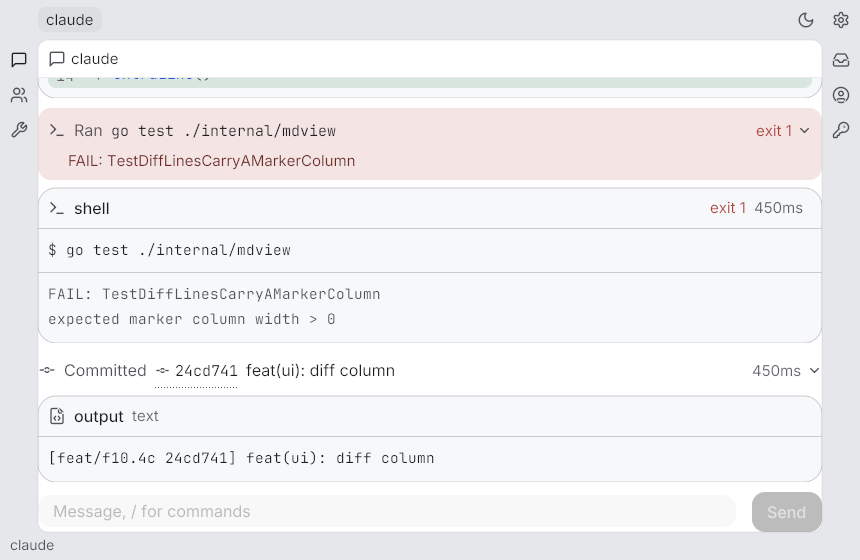 claude
claude
Ran go test ./internal/mdview exit 1
FAIL: TestDiffLinesCarryAMarkerColumn
shell exit 1 450ms
$ go test ./internal/mdview
FAIL: TestDiffLinesCarryAMarkerColumn
expected marker column width > 0
Committed 24cd741 feat(ui): diff column 450ms
output text
[feat/f10.4c 24cd741] feat(ui): diff column
Message, / for commands Send
claude